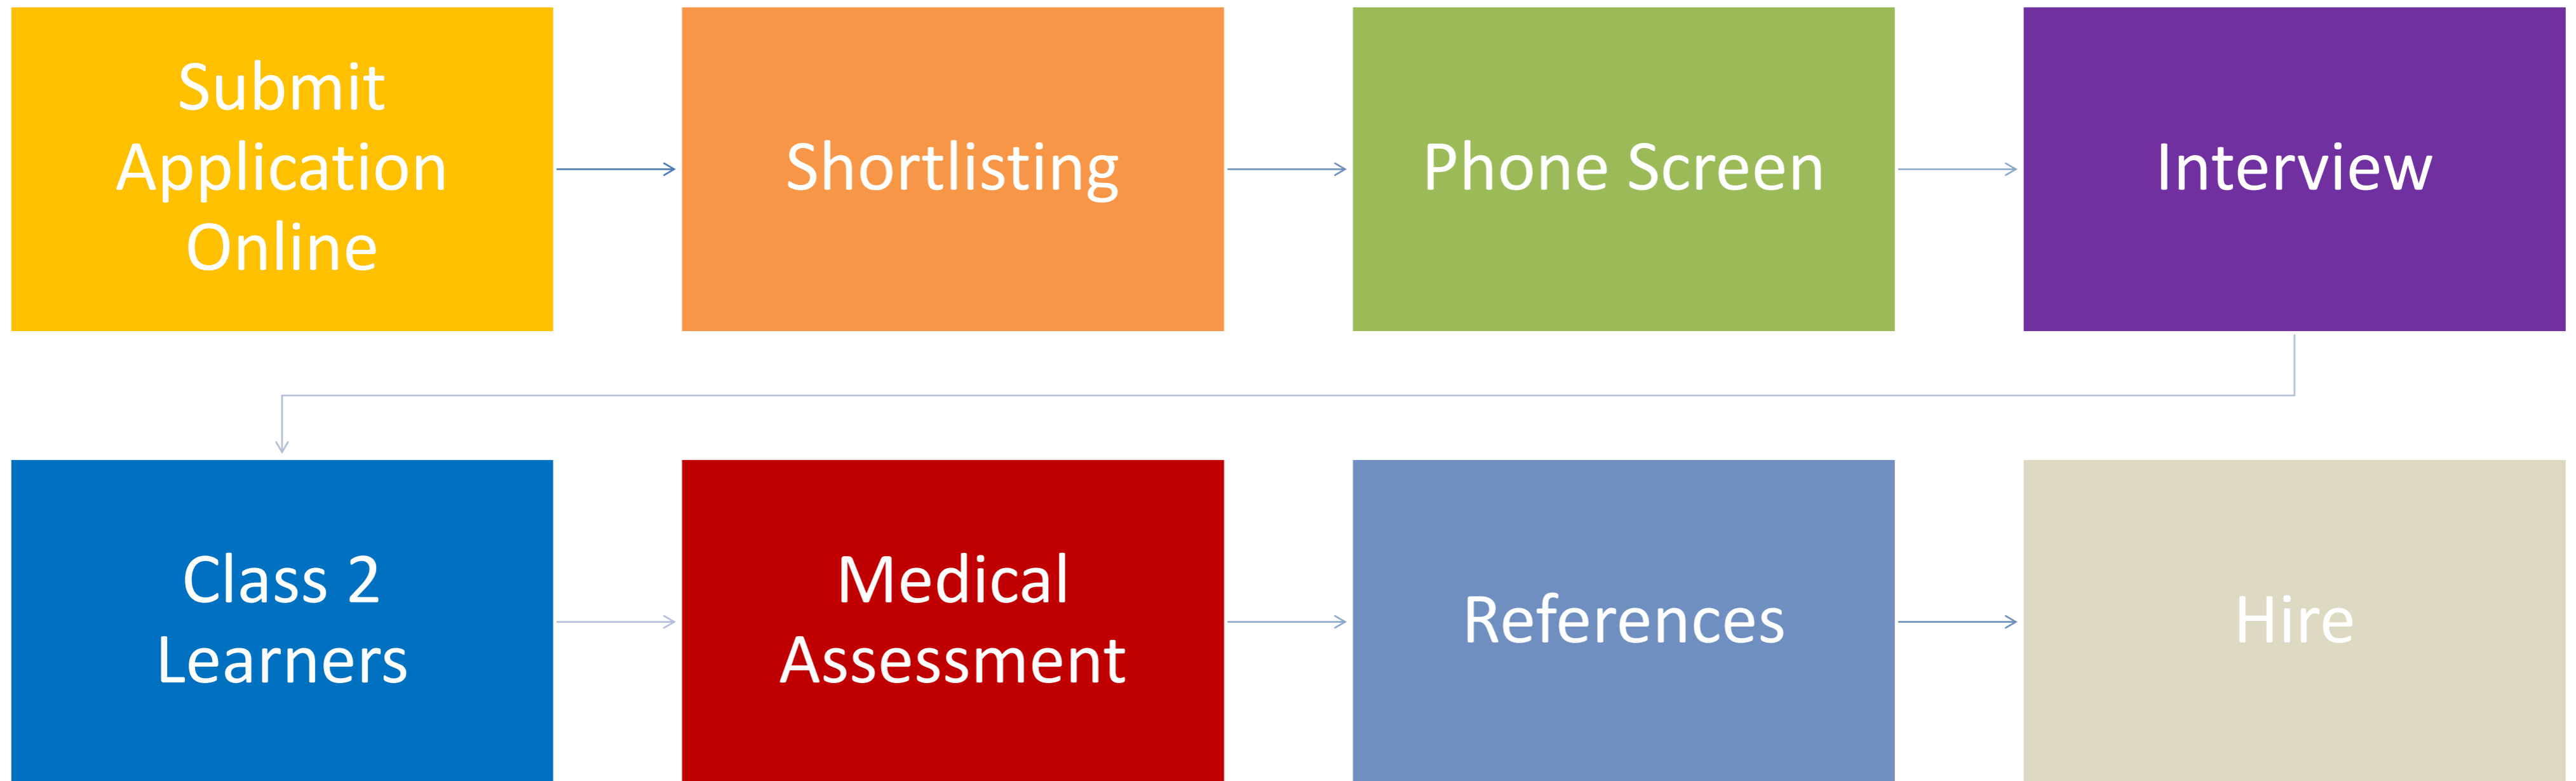 Submit
Application
Online
Shortlisting
Phone Screen
Interview
Class 2
Learners
Medical
Assessment
References
Hire